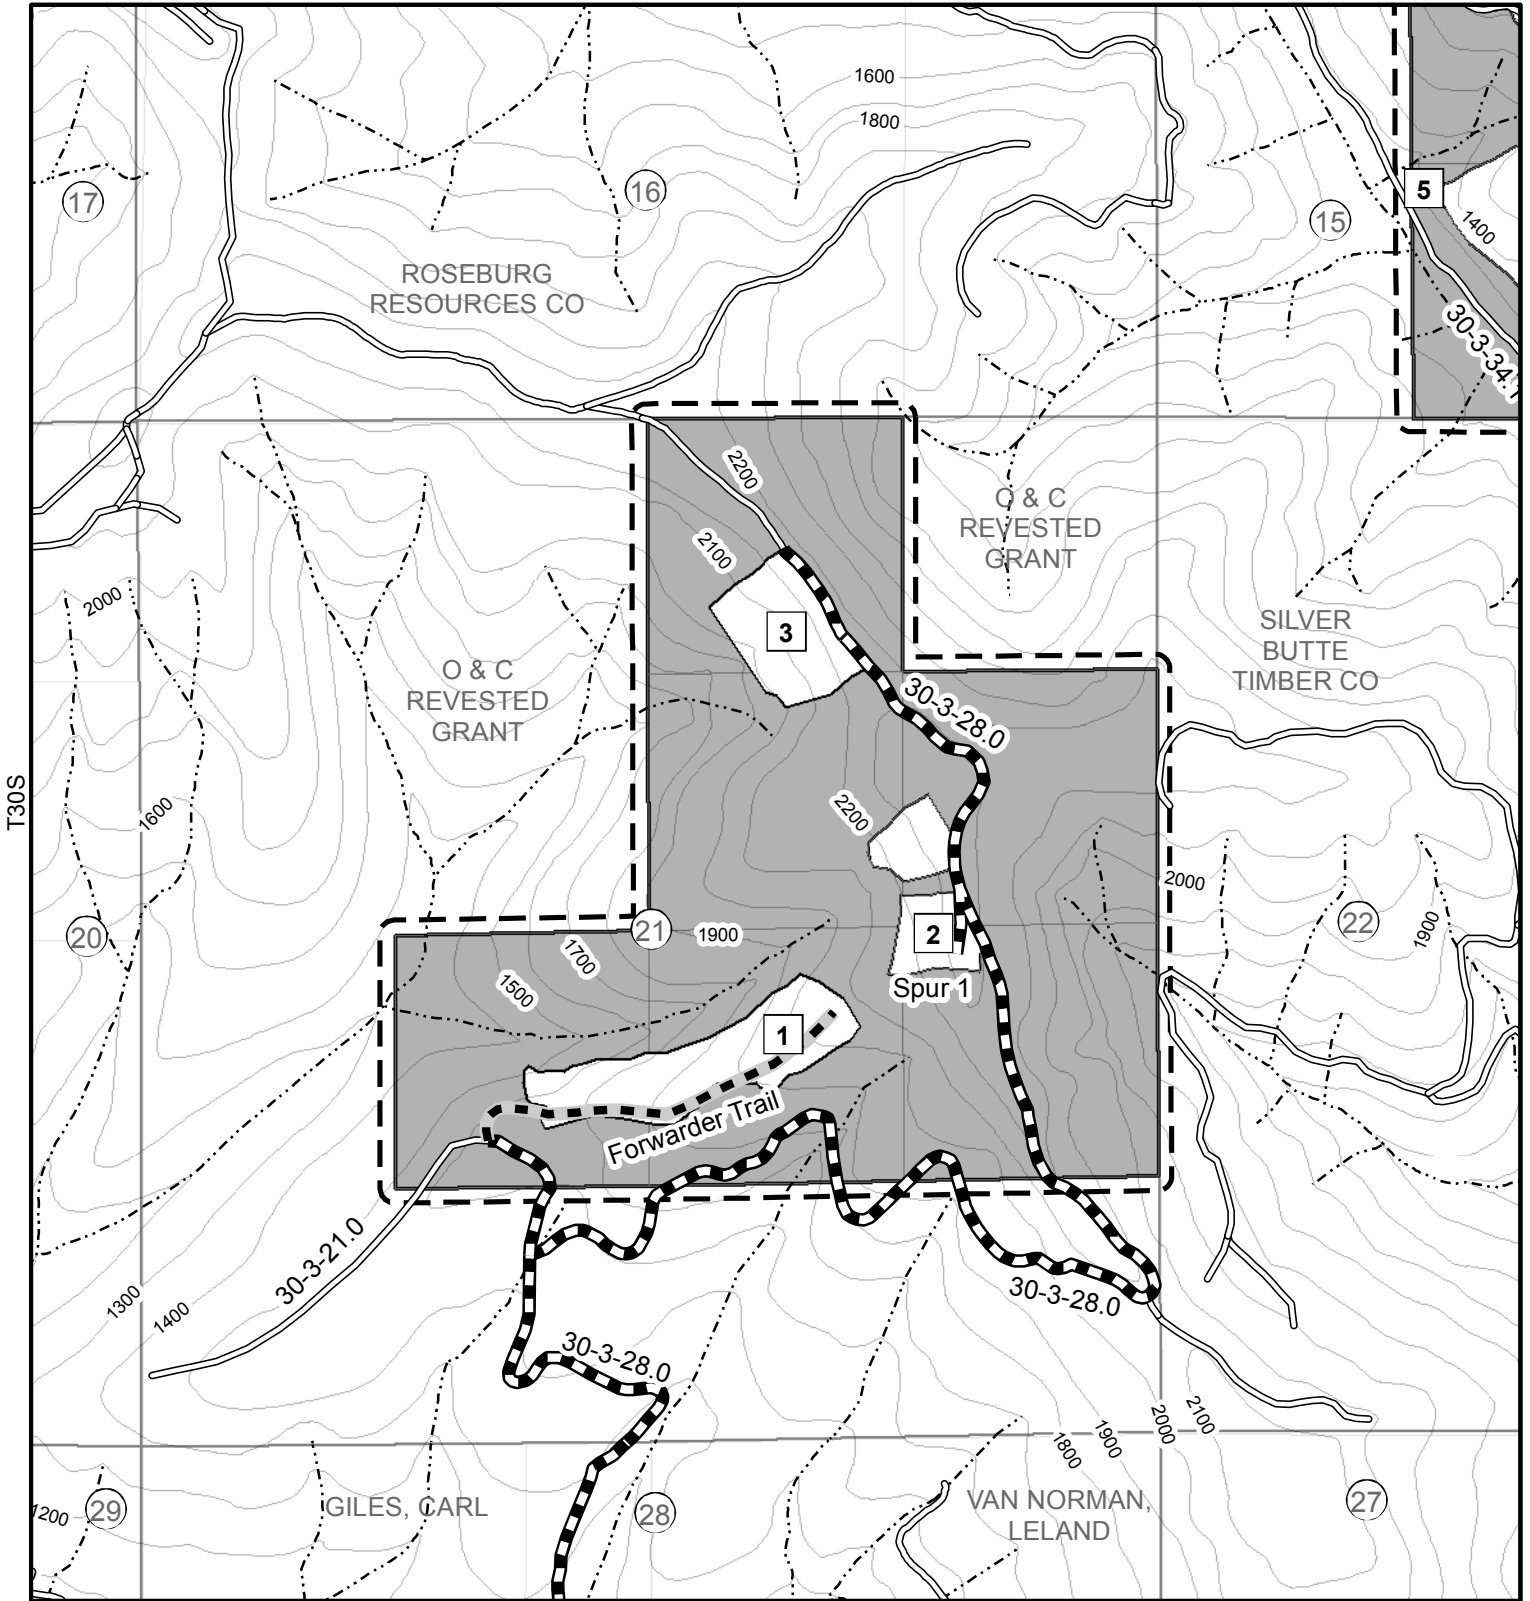 1600
1800
17
16
15
5
1400
ROSEBURG
RESOURCES CO
30-3-34.
2200
2100
O & C
REVESTED
GRANT
2000
3
SILVER
BUTTE
TIMBER CO
O & C
REVESTED
GRANT
30-3-28.0
T30S
1600
2200
2000
20
21
1900
2
22
1900
1700
1500
Spur 1
1
Forwarder Trail
30-3-21.0
1300
1400
30-3-28.0
30-3-28.0
2100
2000
1900
1800
1200
29
GILES, CARL
28
VAN NORMAN,
LELAND
27